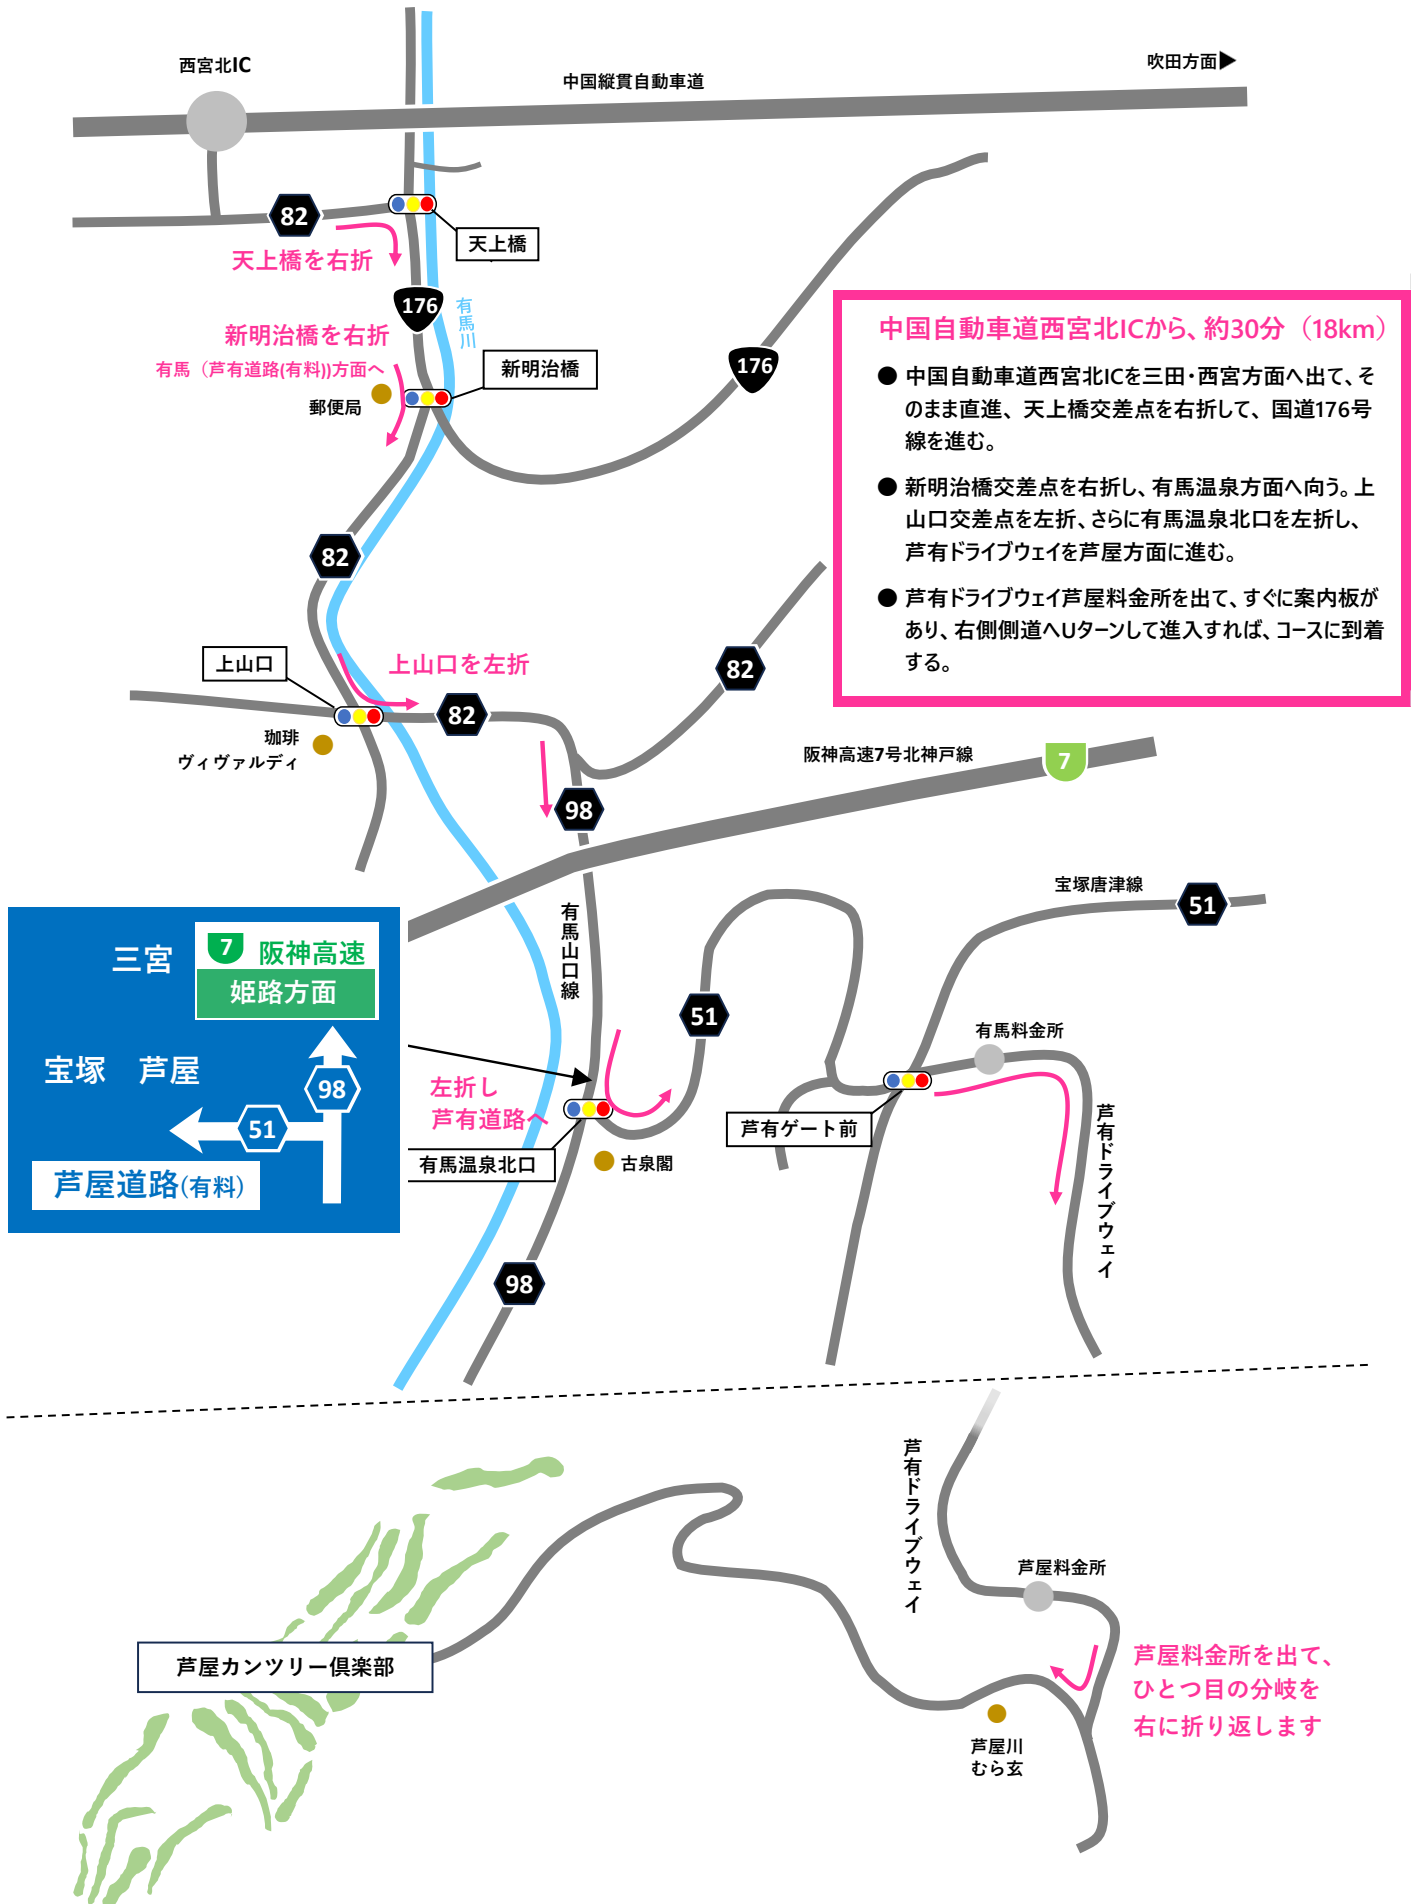 西宮北IC
中国縦貫自動車道
吹田方面▶
82
天上橋
天上橋を右折
176
有馬川
新明治橋を右折
有馬（芦有道路(有料))方面へ
新明治橋
郵便局
176
中国自動車道西宮北ICから、約30分（18km）
● 中国自動車道西宮北ICを三田・西宮方面へ出て、そ
のまま直進、天上橋交差点を右折して、国道176号
線を進む。
● 新明治橋交差点を右折し、有馬温泉方面へ向う。上
山口交差点を左折、さらに有馬温泉北口を左折し、
芦有ドライブウェイを芦屋方面に進む。
● 芦有ドライブウェイ芦屋料金所を出て、すぐに案内板が
あり、右側側道へUターンして進入すれば、コースに到着
する。
82
上山口
上山口を左折
82
82
珈琲
ヴィヴァルディ
阪神高速7号北神戸線
7
98
宝塚唐津線
51
有馬山口線
三宮
7 阪神高速
姫路方面
宝塚 芦屋
98
51
芦屋道路(有料)
51
有馬料金所
左折し
芦有道路へ
芦有ゲート前
有馬温泉北口
古泉閣
芦有ドライブウェイ
98
芦有ドライブウェイ
芦屋料金所
芦屋カンツリー倶楽部
芦屋料金所を出て、
ひとつ目の分岐を
右に折り返します
芦屋川
むら玄